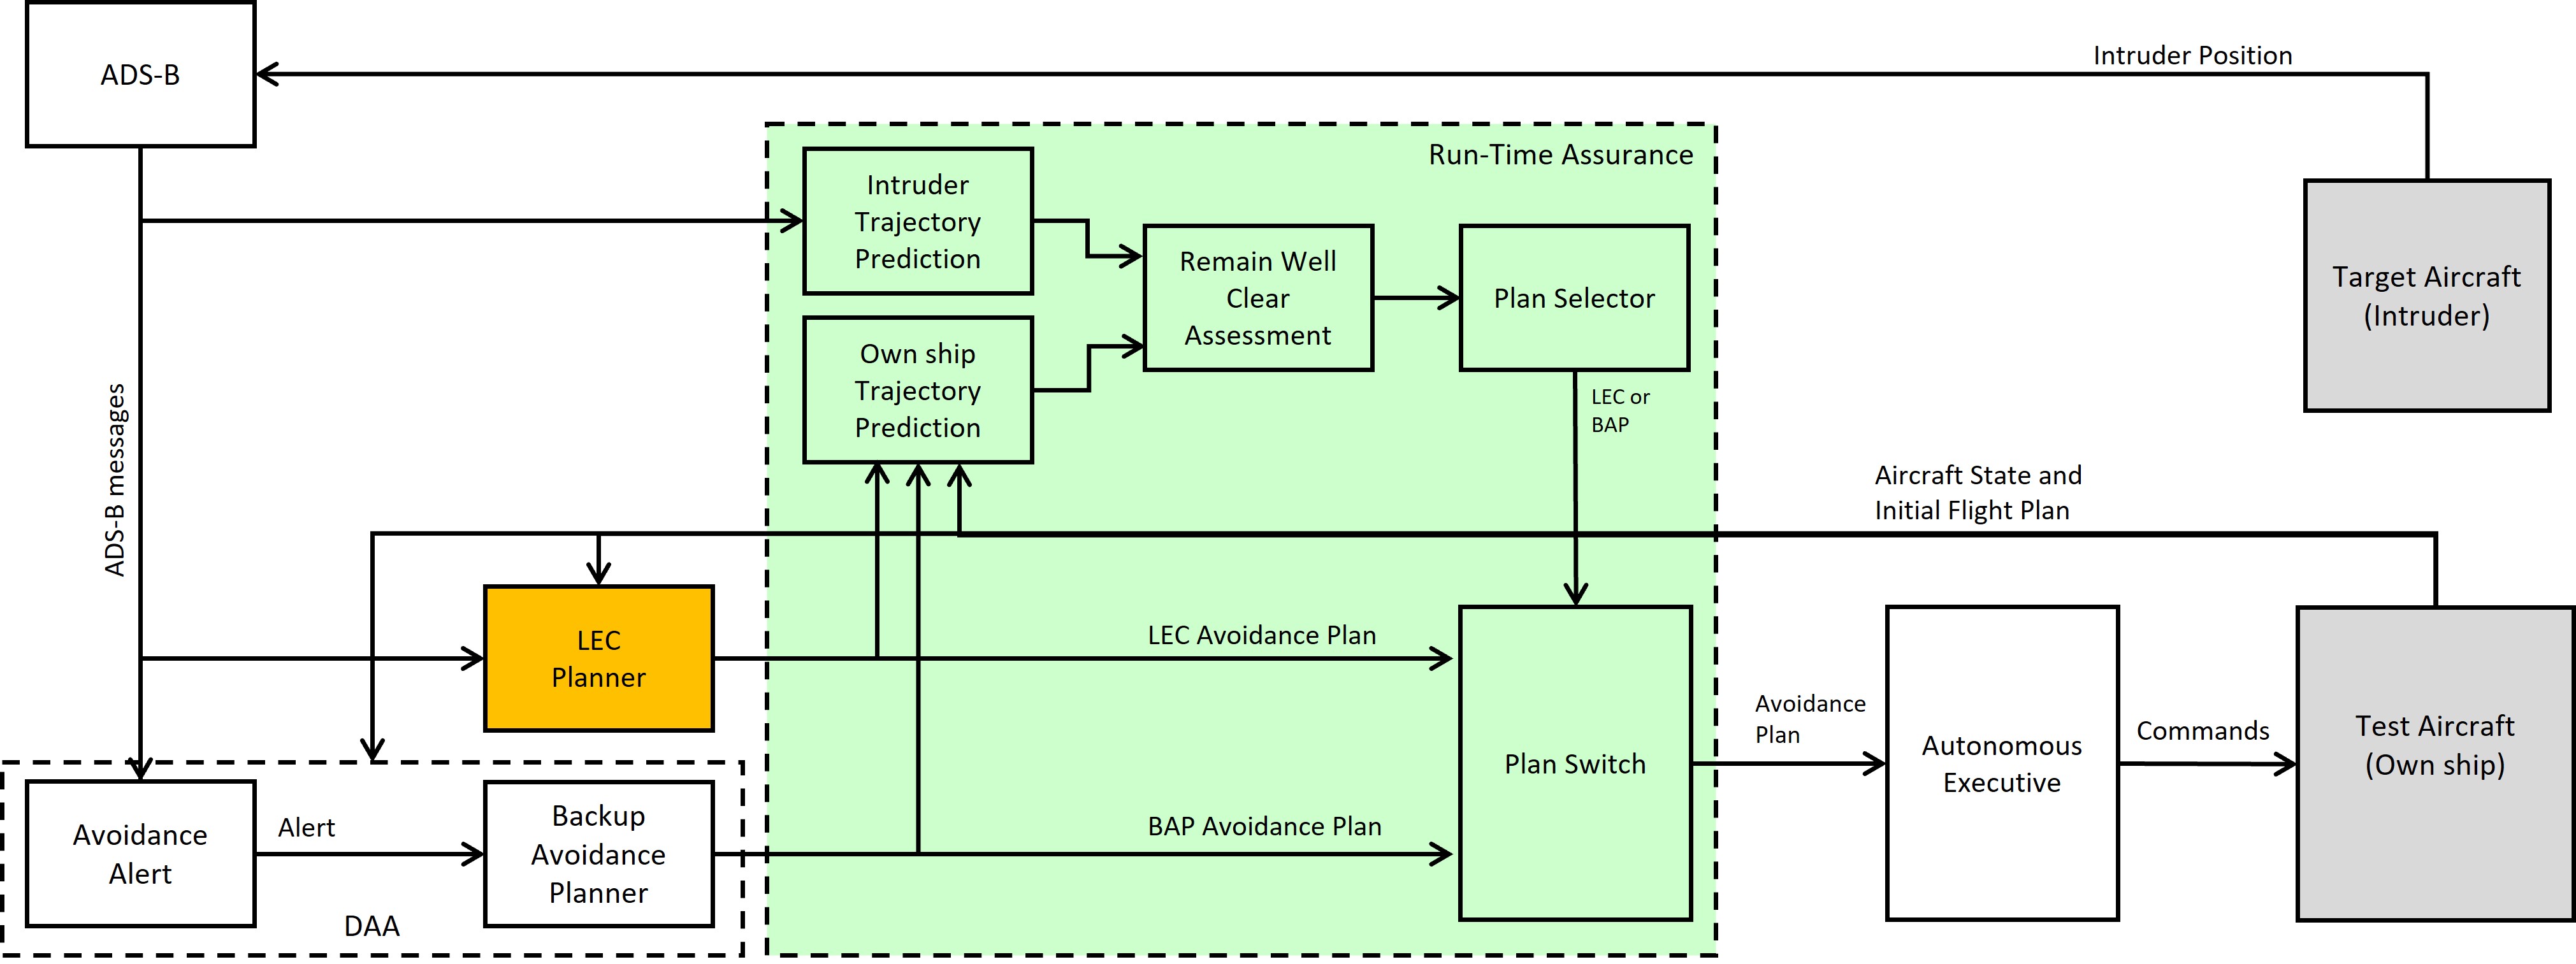 ADS-B
Intruder Position
Run-Time Assurance
Intruder
Trajectory
Prediction
Remain Well
Clear
Assessment
Plan Selector
Target Aircraft
(Intruder)
Own ship
Trajectory
Prediction
LEC or
BAP
ADS-B messages
Aircraft State and
Initial Flight Plan
LEC
Planner
LEC Avoidance Plan
Avoidance
Plan
Plan Switch
Autonomous
Executive
Commands
Test Aircraft
(Own ship)
Avoidance
Alert
Alert
Backup
Avoidance
Planner
BAP Avoidance Plan
DAA